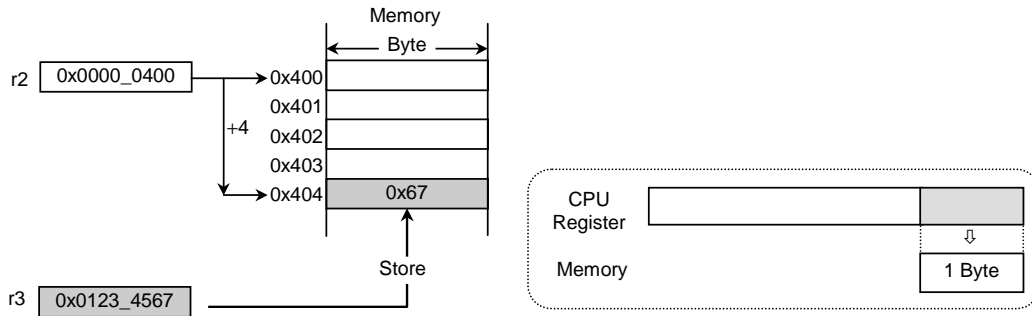 Memory
Byte
r2 0x0000_0400 0x400
0x401
+4 0x402
0x403
0x404 0x67
Store
r3 0x0123_4567
CPU
Register
Memory 1 Byte